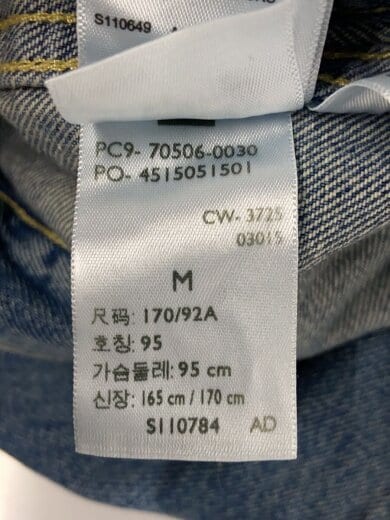 S110649
PC9- 70506-0030
PO- 4515051501
CW- 3725
03015
M
尺码: 170/92A
호칭: 95
가슴둘레: 95 cm
신장: 165 cm / 170 cm
S110784 AD